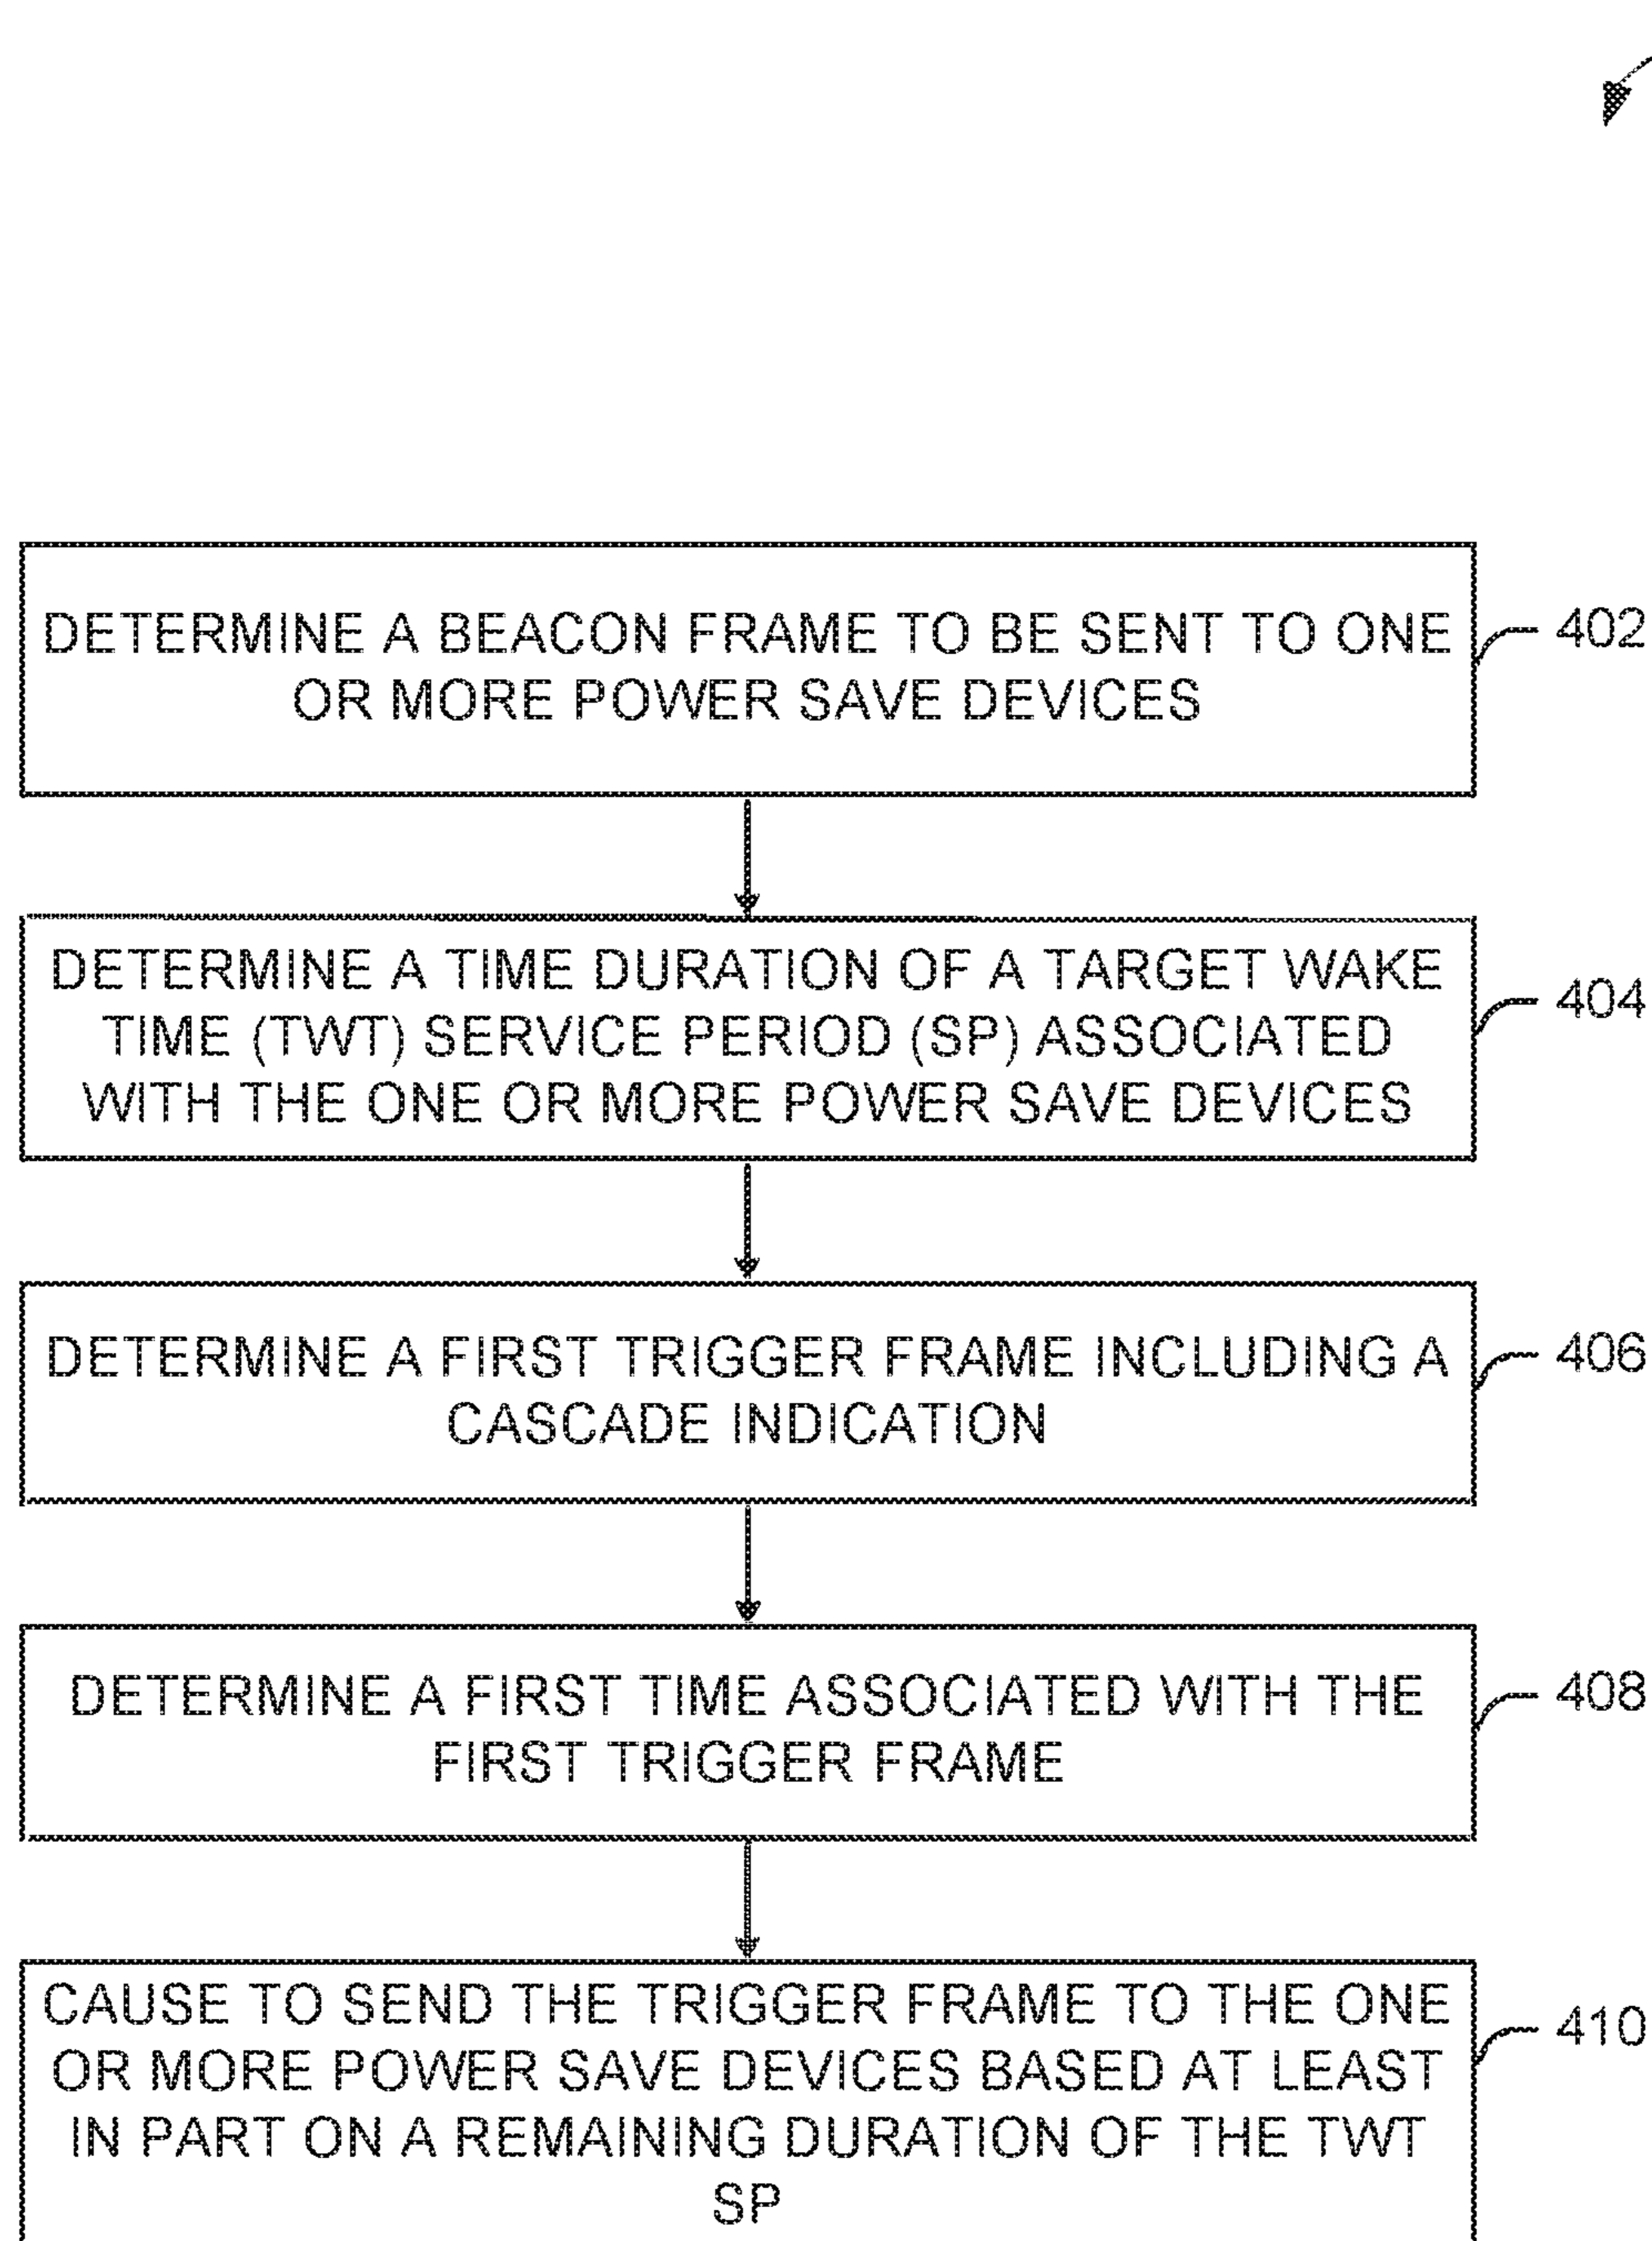 DETERMINE A BEACON FRAME TO BE SENT TO ONE
OR MORE POWER SAVE DEVICES
402
DETERMINE A TIME DURATION OF A TARGET WAKE
TIME (TWT) SERVICE PERIOD (SP) ASSOCIATED
WITH THE ONE OR MORE POWER SAVE DEVICES
404
DETERMINE A FIRST TRIGGER FRAME INCLUDING A
CASCADE INDICATION
406
DETERMINE A FIRST TIME ASSOCIATED WITH THE
FIRST TRIGGER FRAME
408
CAUSE TO SEND THE TRIGGER FRAME TO THE ONE
OR MORE POWER SAVE DEVICES BASED AT LEAST
IN PART ON A REMAINING DURATION OF THE TWT
SP
410